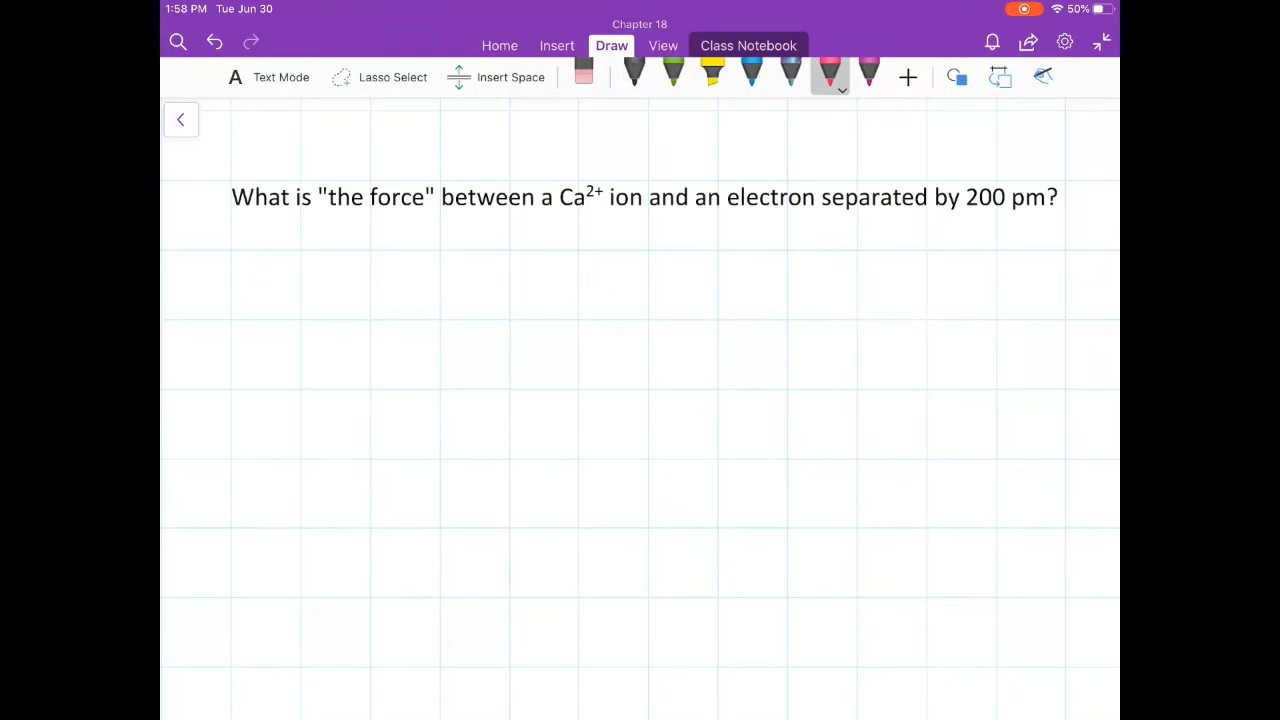 1:58 PM Tue Jun 30
50%
Chapter 18
Home Insert Draw View Class Notebook
A Text Mode Lasso Select Insert Space
What is "the force" between a Ca²⁺ ion and an electron separated by 200 pm?